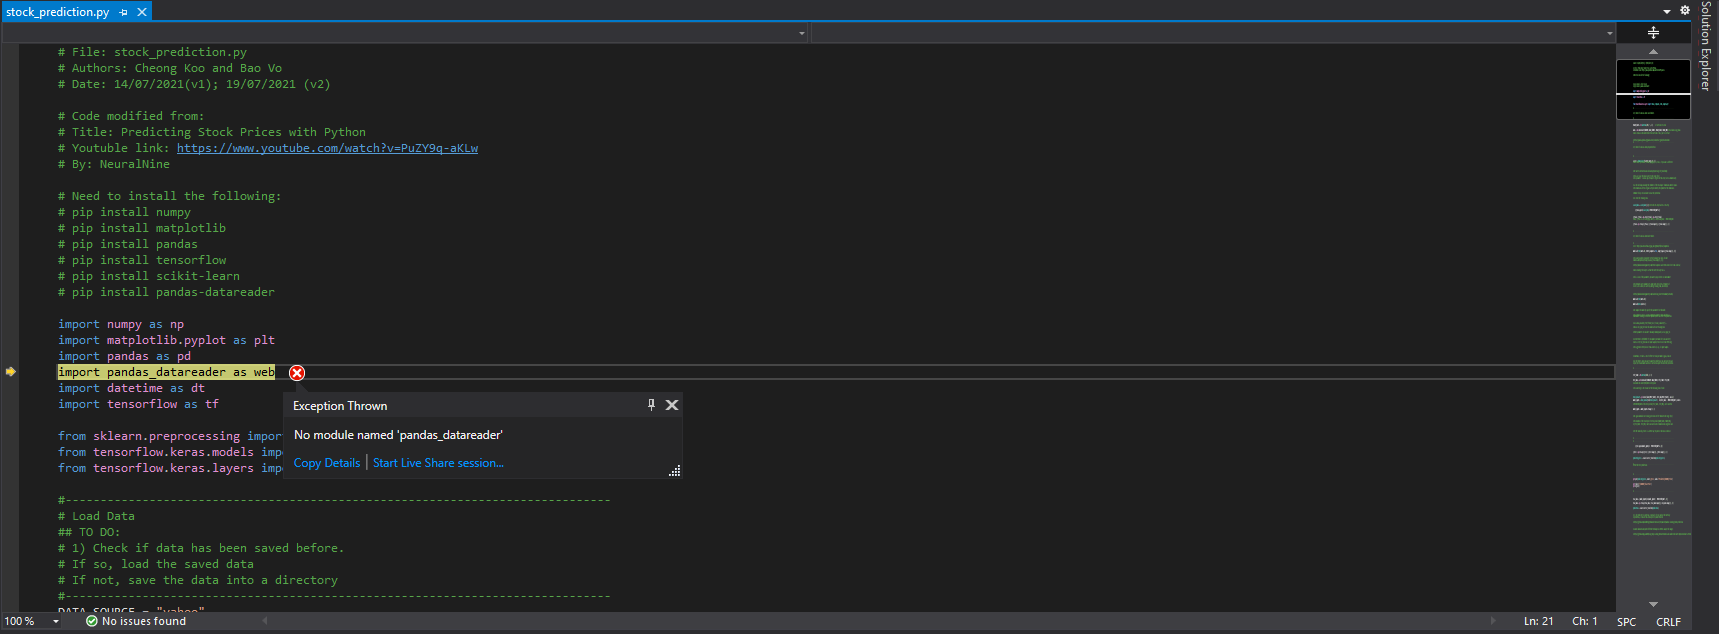 stock_prediction.py
# File: stock_prediction.py
# Authors: Cheong Koo and Bao Vo
# Date: 14/07/2021(v1); 19/07/2021 (v2)
# Code modified from:
# Title: Predicting Stock Prices with Python
# Youtuble link: https://www.youtube.com/watch?v=PuZY9q-aKLw
# By: NeuralNine
# Need to install the following:
# pip install numpy
# pip install matplotlib
# pip install pandas
# pip install tensorflow
# pip install scikit-learn
# pip install pandas-datareader
import numpy as np
import matplotlib.pyplot as plt
import pandas as pd
import pandas_datareader as web
import datetime as dt
import tensorflow as tf
from sklearn.preprocessing impor
from tensorflow.keras.models imp
from tensorflow.keras.layers imp
Exception Thrown
No module named 'pandas_datareader'
Copy Details | Start Live Share session...
#------------------------------------------------------------------------------
# Load Data
## TO DO:
# 1) Check if data has been saved before.
# If so, load the saved data
# If not, save the data into a directory
#------------------------------------------------------------------------------
DATA_SOURCE = "yahoo"
100 % No issues found Ln: 21 Ch: 1 SPC CRLF
Solution Explorer